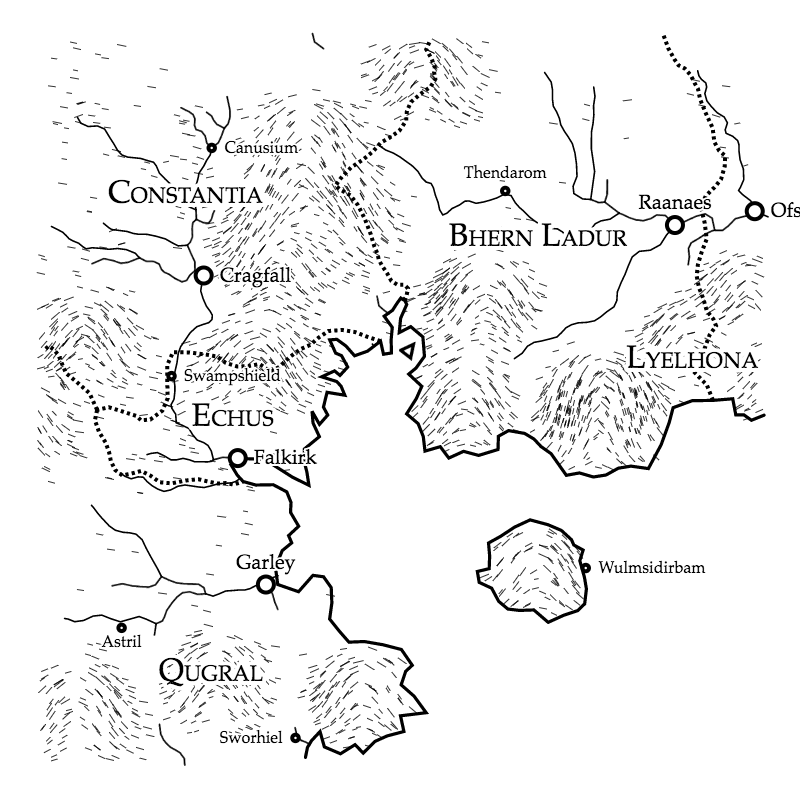 Canusium
Thendarom
Constantia
Raanaes
Ofs
Bhern Ladur
Cragfall
Lyelhona
Swampshield
Echus
Falkirk
Garley
Wulmsidirbam
Astril
Qugral
Sworhiel